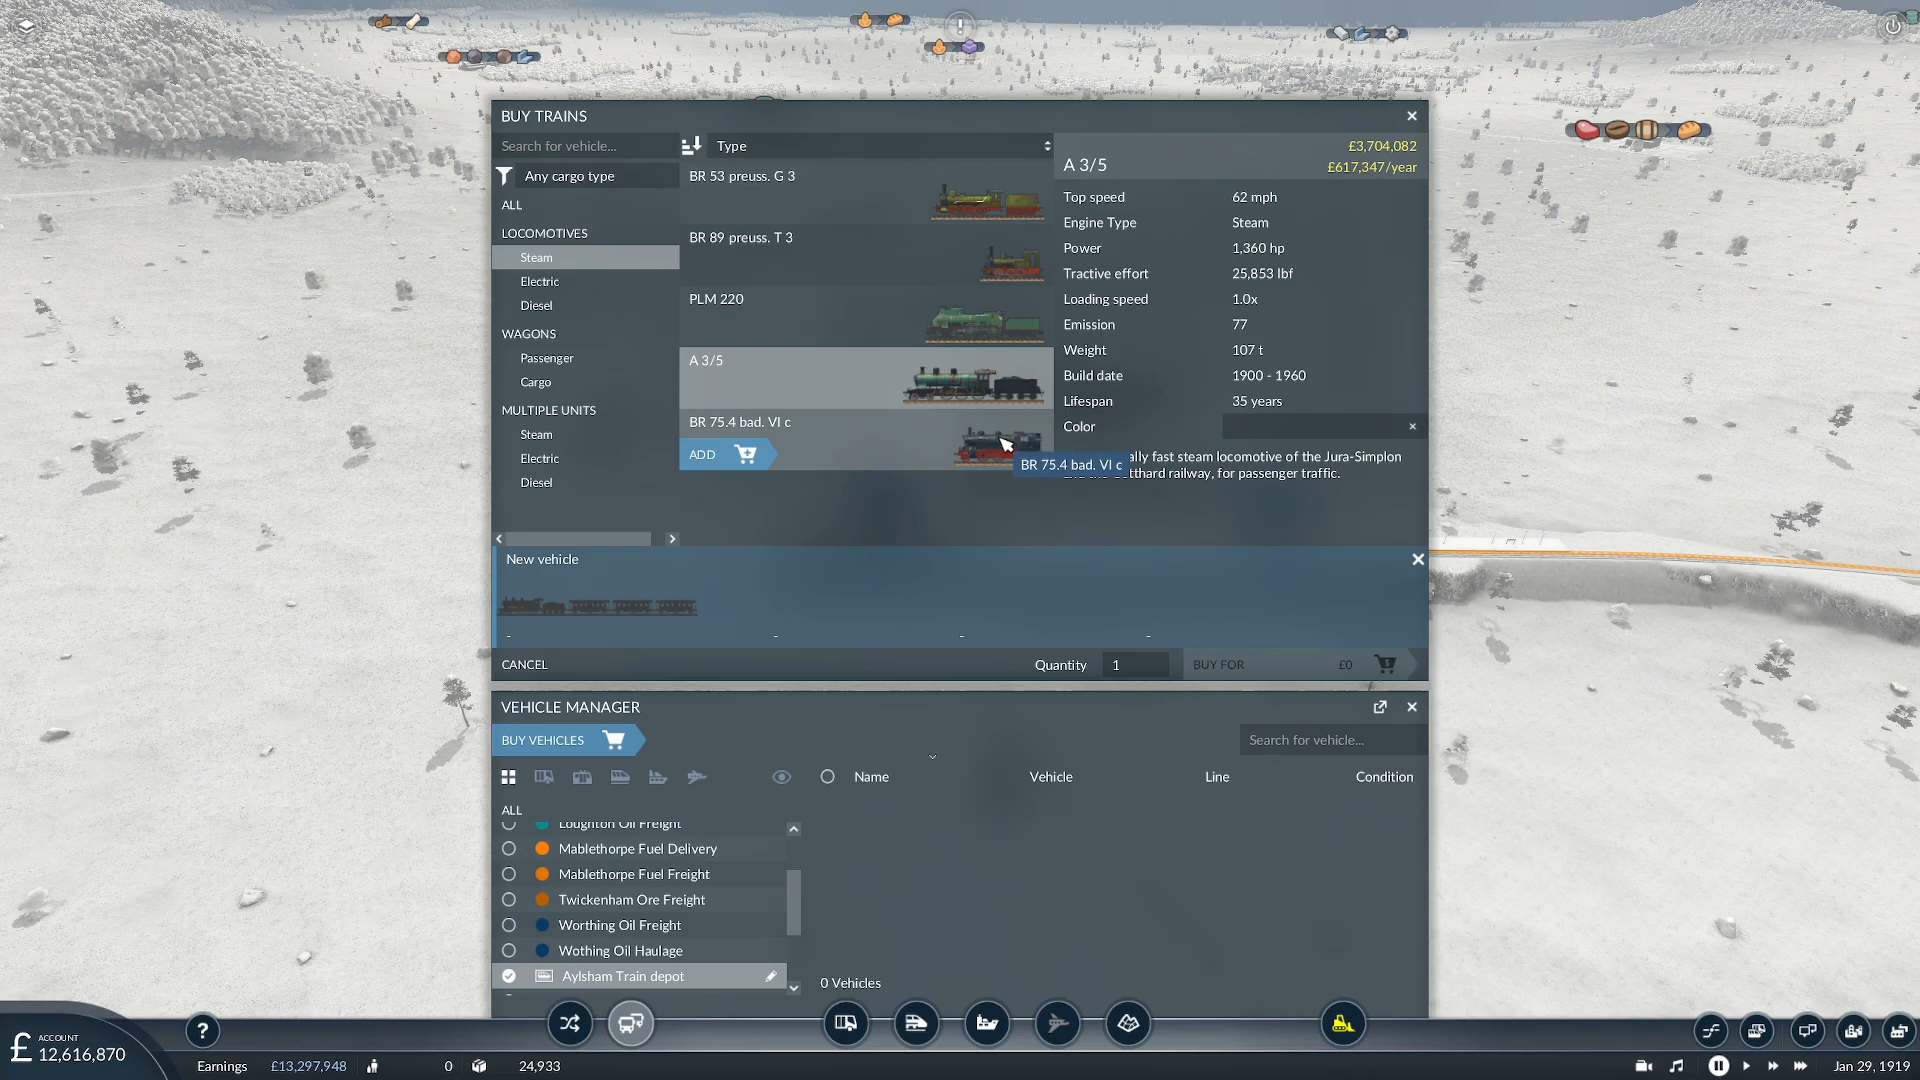 BUY TRAINS
Search for vehicle...
Type
Any cargo type
ALL
LOCOMOTIVES
Steam
Electric
Diesel
WAGONS
Passenger
Cargo
MULTIPLE UNITS
Steam
Electric
Diesel
BR 53 preuss. G 3
BR 89 preuss. T 3
PLM 220
A 3/5
BR 75.4 bad. VI c
ADD
A 3/5
£3,704,082
£617,347/year
Top speed 62 mph
Engine Type Steam
Power 1,360 hp
Tractive effort 25,853 lbf
Loading speed 1.0x
Emission 77
Weight 107 t
Build date 1900 - 1960
Lifespan 35 years
Color
fast steam locomotive of the Jura-Simplon
railway, for passenger traffic.
BR 75.4 bad. VI c
New vehicle
- - - -
CANCEL
Quantity 1
BUY FOR £0
VEHICLE MANAGER
BUY VEHICLES
Search for vehicle...
Name Vehicle Line Condition
ALL
Loughton Oil Freight
Mablethorpe Fuel Delivery
Mablethorpe Fuel Freight
Twickenham Ore Freight
Worthing Oil Freight
Wothing Oil Haulage
Aylsham Train depot
0 Vehicles
£ ACCOUNT
12,616,870
?
Earnings £13,297,948 0 24,933
Jan 29, 1919